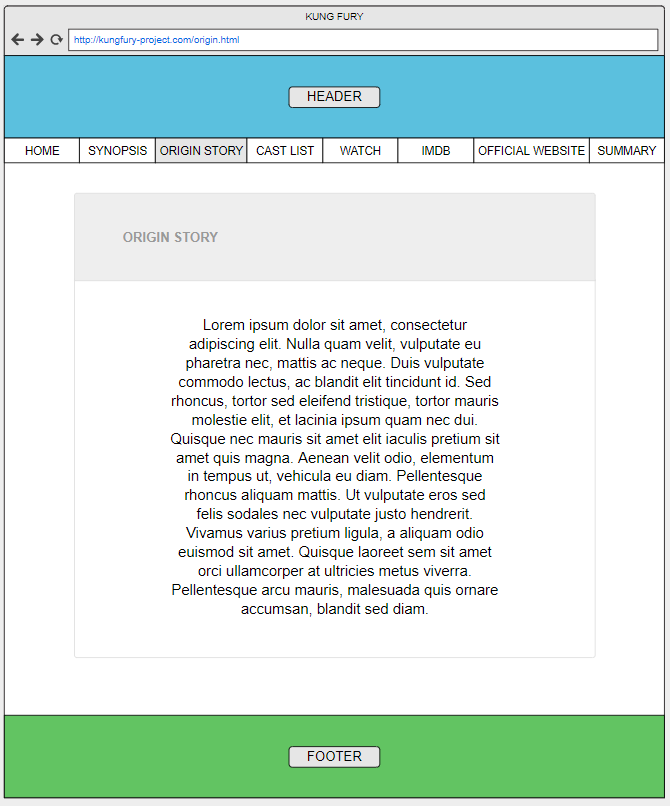 KUNG FURY
http://kungfury-project.com/origin.html
HEADER
HOME SYNOPSIS ORIGIN STORY CAST LIST WATCH IMDB OFFICIAL WEBSITE SUMMARY
ORIGIN STORY
Lorem ipsum dolor sit amet, consectetur
adipiscing elit. Nulla quam velit, vulputate eu
pharetra nec, mattis ac neque. Duis vulputate
commodo lectus, ac blandit elit tincidunt id. Sed
rhoncus, tortor sed eleifend tristique, tortor mauris
molestie elit, et lacinia ipsum quam nec dui.
Quisque nec mauris sit amet elit iaculis pretium sit
amet quis magna. Aenean velit odio, elementum
in tempus ut, vehicula eu diam. Pellentesque
rhoncus aliquam mattis. Ut vulputate eros sed
felis sodales nec vulputate justo hendrerit.
Vivamus varius pretium ligula, a aliquam odio
euismod sit amet. Quisque laoreet sem sit amet
orci ullamcorper at ultricies metus viverra.
Pellentesque arcu mauris, malesuada quis ornare
accumsan, blandit sed diam.
FOOTER